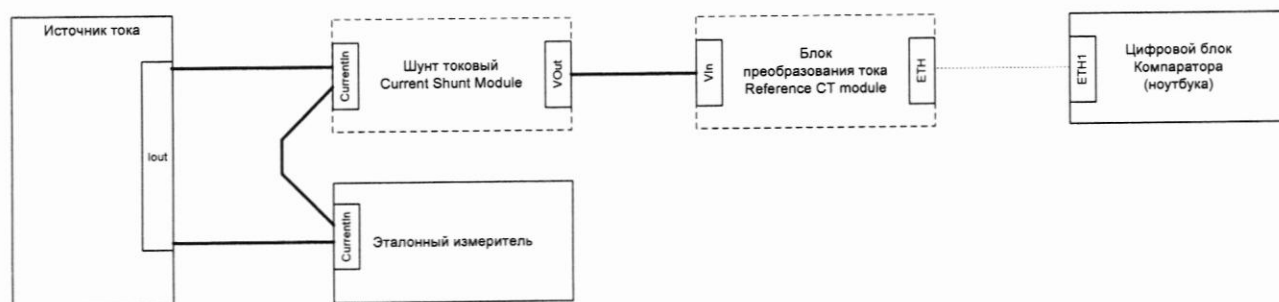 Источник тока
Iout
CurrentIn
Шунт токовый
Current Shunt Module
VOut
VIn
Блок
преобразования тока
Reference CT module
ETH
ETH1
Цифровой блок
Компаратора
(ноутбука)
CurrentIn
Эталонный измеритель